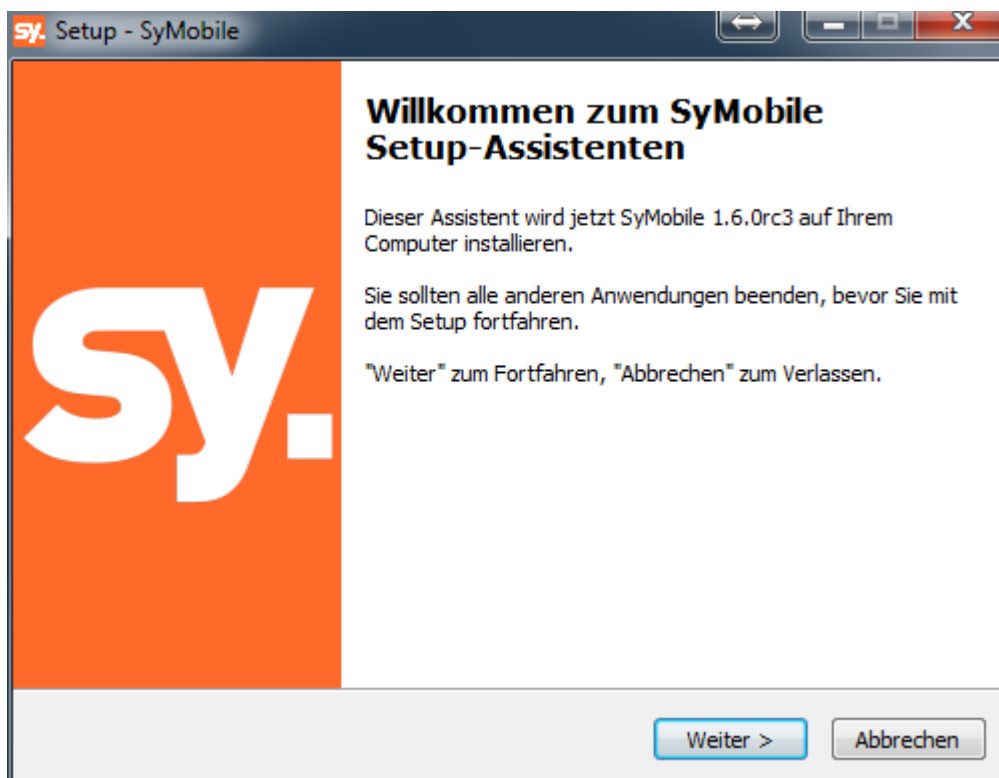 sy. Setup - SyMobile
Willkommen zum SyMobile
Setup-Assistenten
Dieser Assistent wird jetzt SyMobile 1.6.0rc3 auf Ihrem
Computer installieren.
Sie sollten alle anderen Anwendungen beenden, bevor Sie mit
dem Setup fortfahren.
"Weiter" zum Fortfahren, "Abbrechen" zum Verlassen.
sy.
Weiter >
Abbrechen